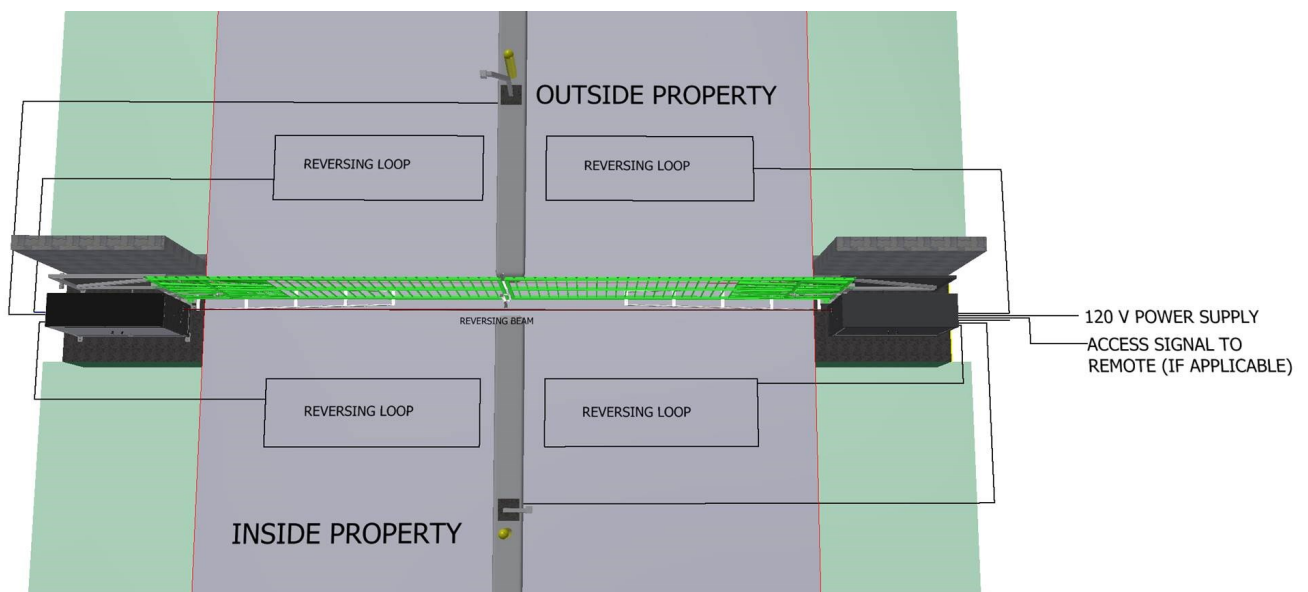 OUTSIDE PROPERTY
REVERSING LOOP
REVERSING LOOP
REVERSING BEAM
120 V POWER SUPPLY
ACCESS SIGNAL TO
REMOTE (IF APPLICABLE)
REVERSING LOOP
REVERSING LOOP
INSIDE PROPERTY